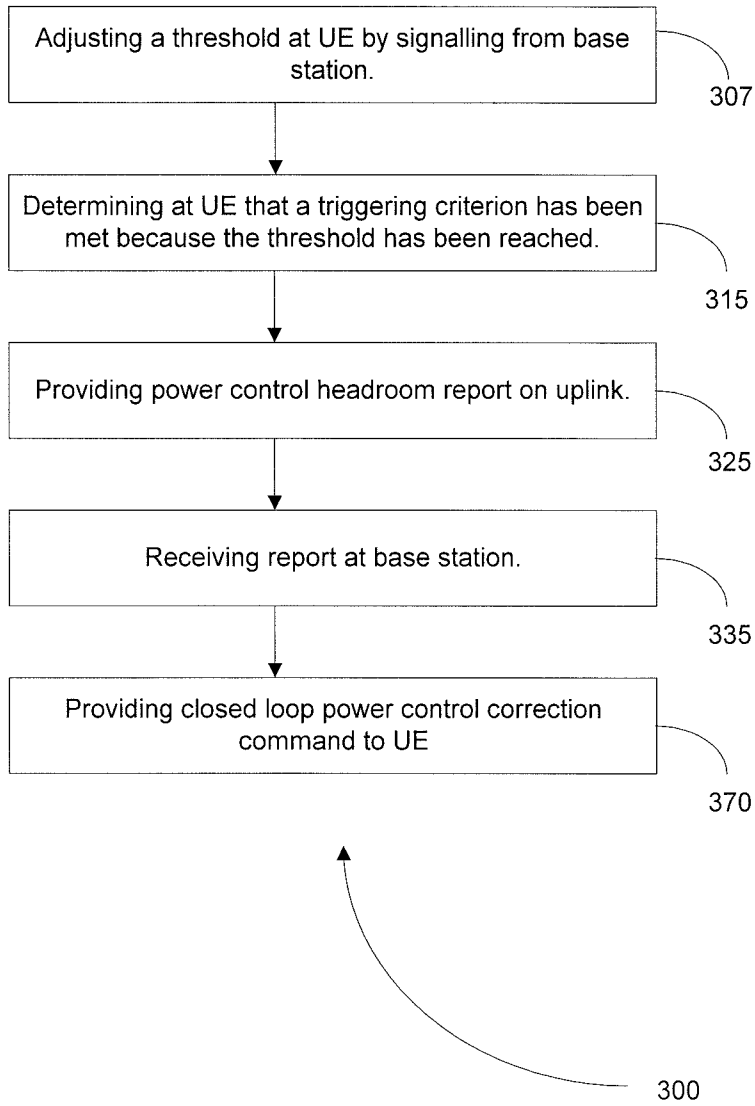 Adjusting a threshold at UE by signalling from base
station.
307
Determining at UE that a triggering criterion has been
met because the threshold has been reached.
315
Providing power control headroom report on uplink.
325
Receiving report at base station.
335
Providing closed loop power control correction
command to UE
370
300